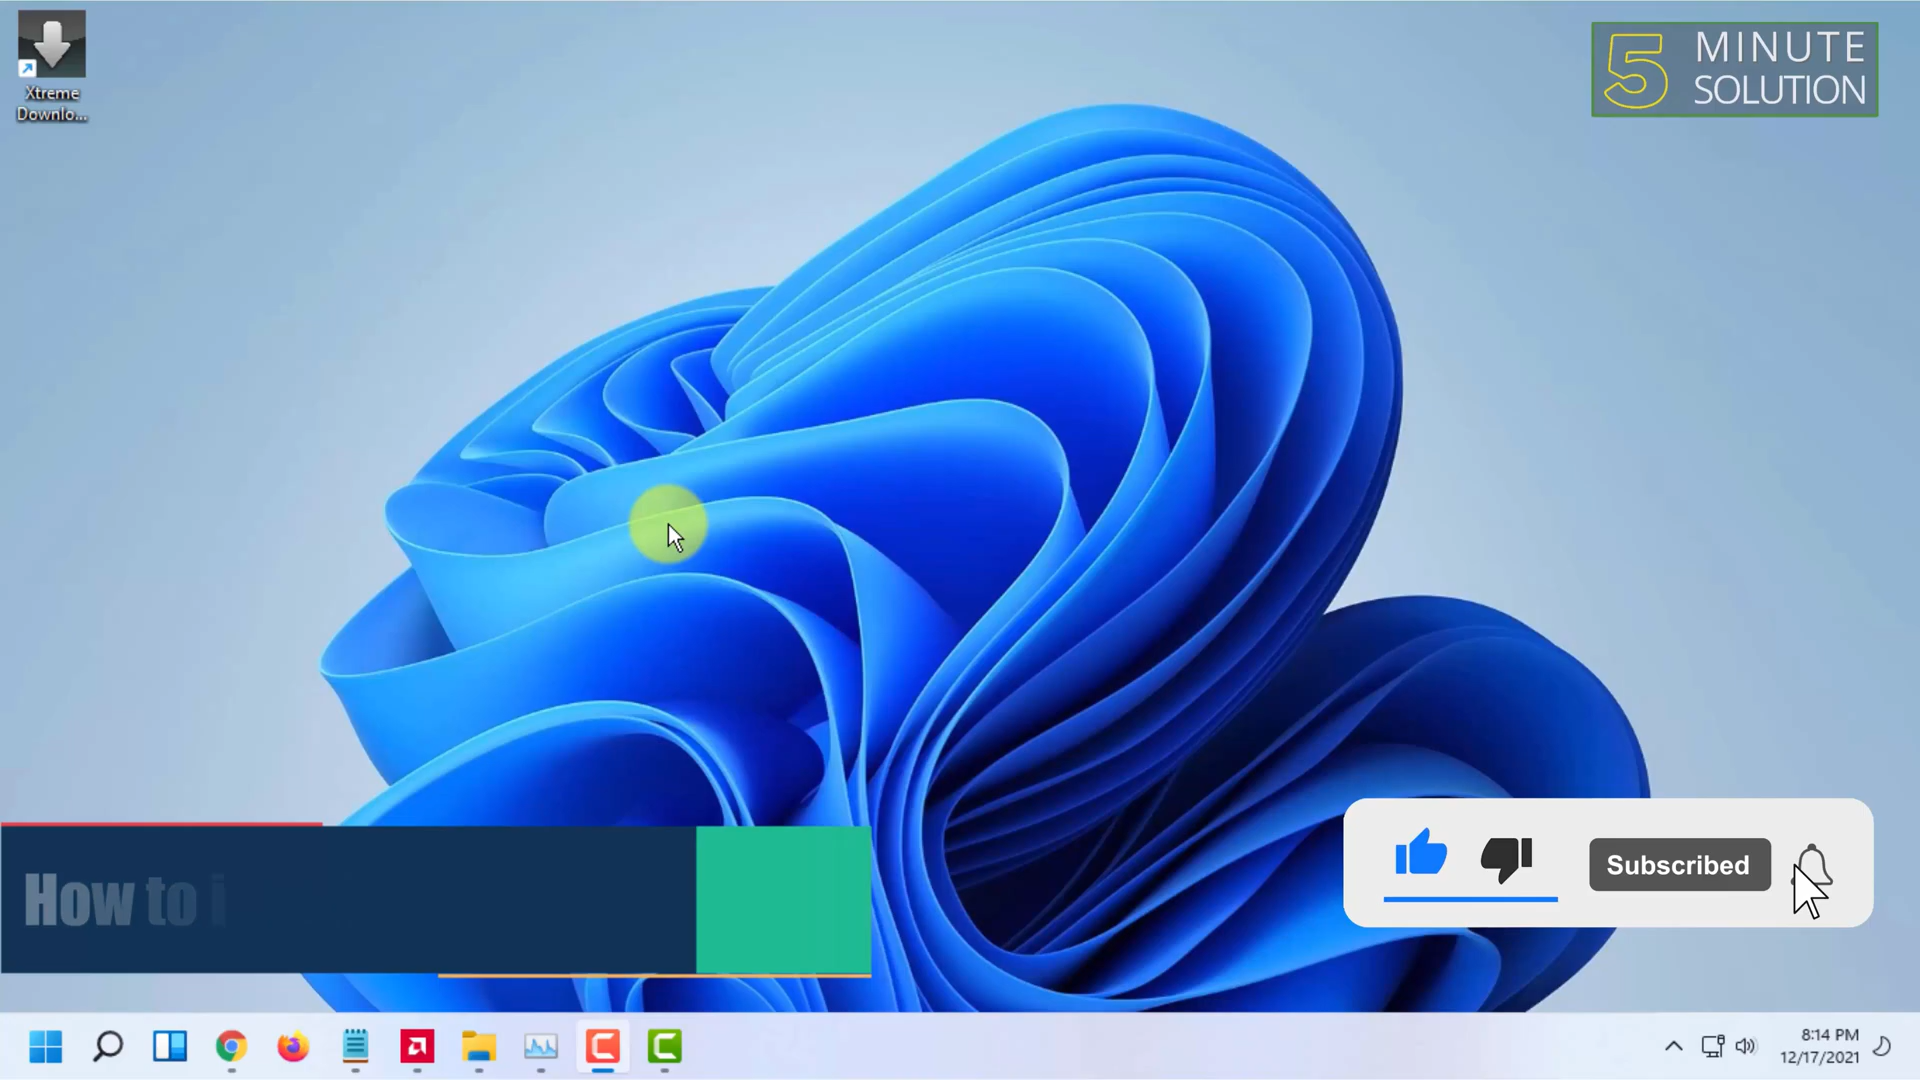 Xtreme
Downlo...
5 MINUTE
SOLUTION
How to i
Subscribed
8:14 PM
12/17/2021